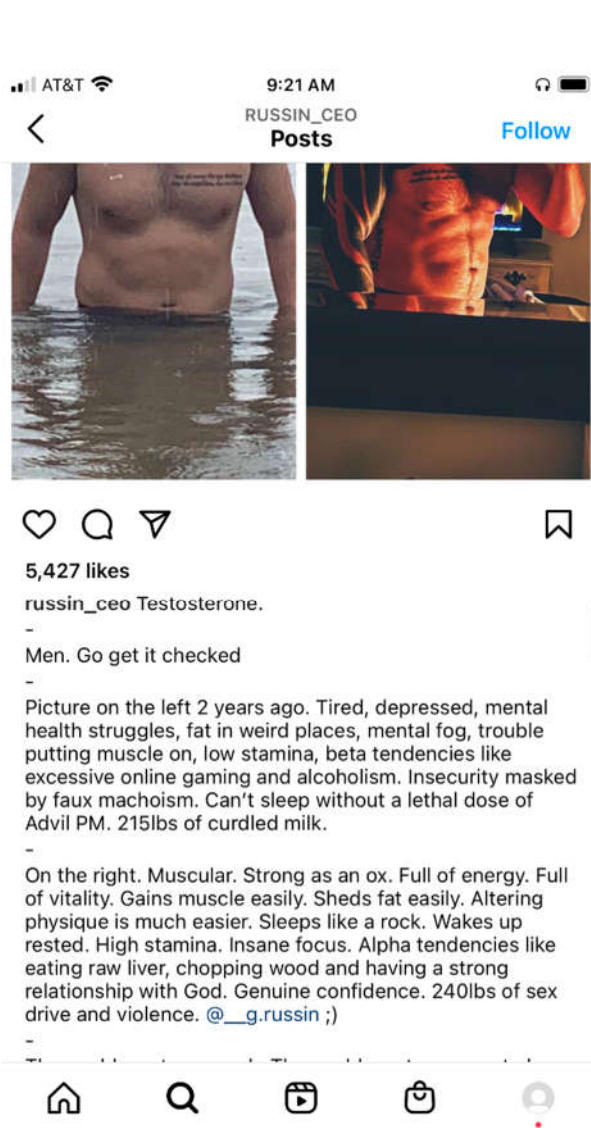 AT&T
9:21 AM
RUSSIN_CEO
Posts
Follow
5,427 likes
russin_ceo Testosterone.
-
Men. Go get it checked
-
Picture on the left 2 years ago. Tired, depressed, mental
health struggles, fat in weird places, mental fog, trouble
putting muscle on, low stamina, beta tendencies like
excessive online gaming and alcoholism. Insecurity masked
by faux machoism. Can't sleep without a lethal dose of
Advil PM. 215lbs of curdled milk.
-
On the right. Muscular. Strong as an ox. Full of energy. Full
of vitality. Gains muscle easily. Sheds fat easily. Altering
physique is much easier. Sleeps like a rock. Wakes up
rested. High stamina. Insane focus. Alpha tendencies like
eating raw liver, chopping wood and having a strong
relationship with God. Genuine confidence. 240lbs of sex
drive and violence. @__g.russin ;)
-